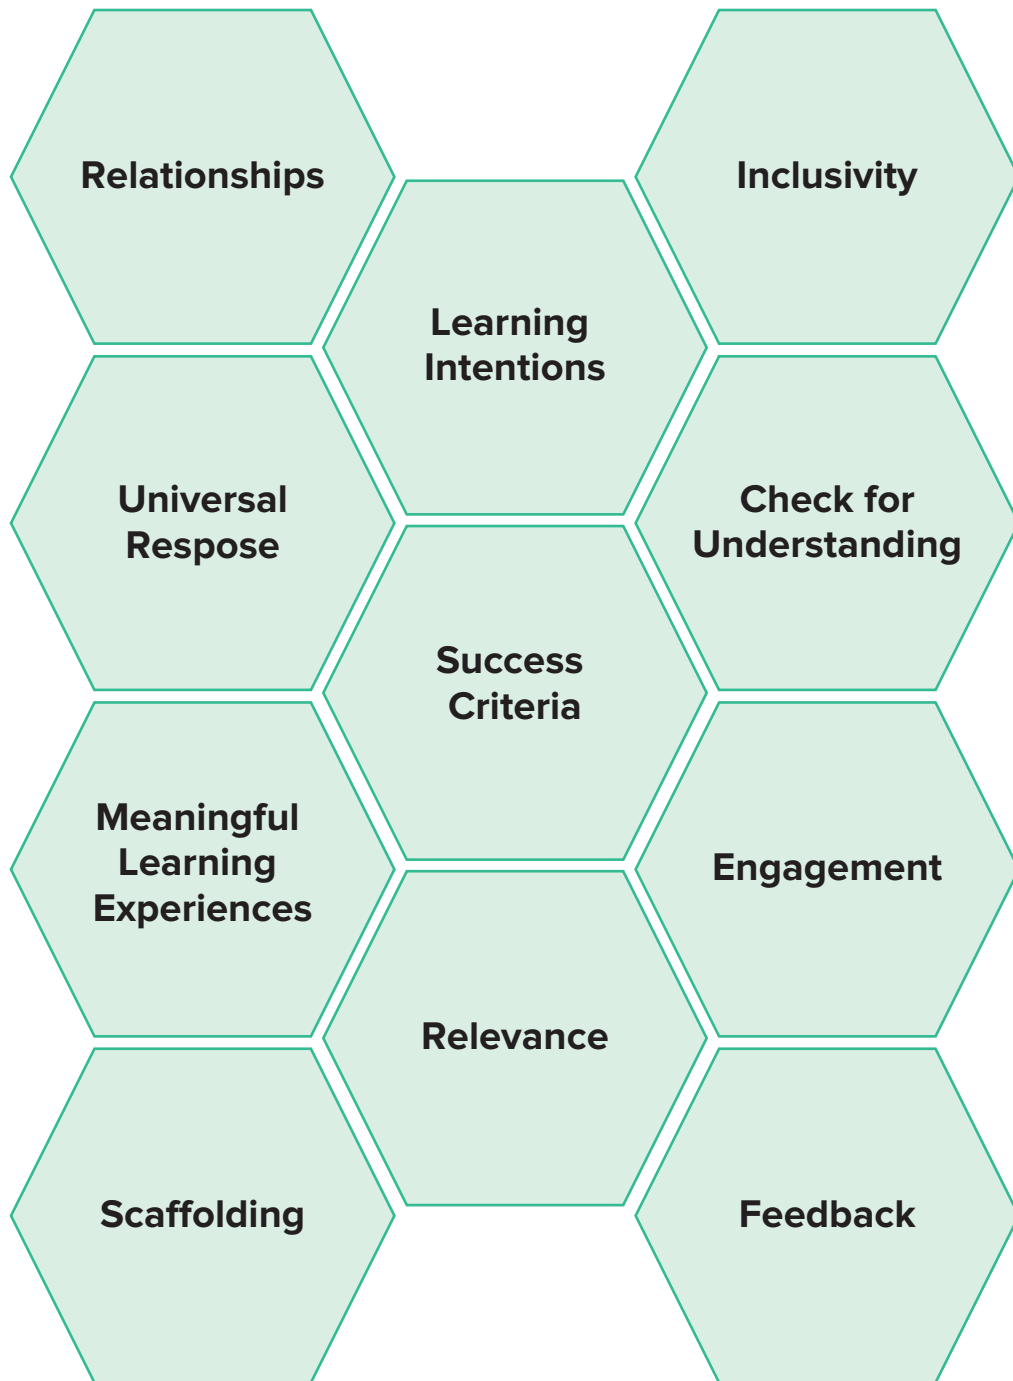 Relationships
Inclusivity
Learning
Intentions
Universal
Respose
Check for
Understanding
Success
Criteria
Meaningful
Learning
Experiences
Engagement
Relevance
Scaffolding
Feedback